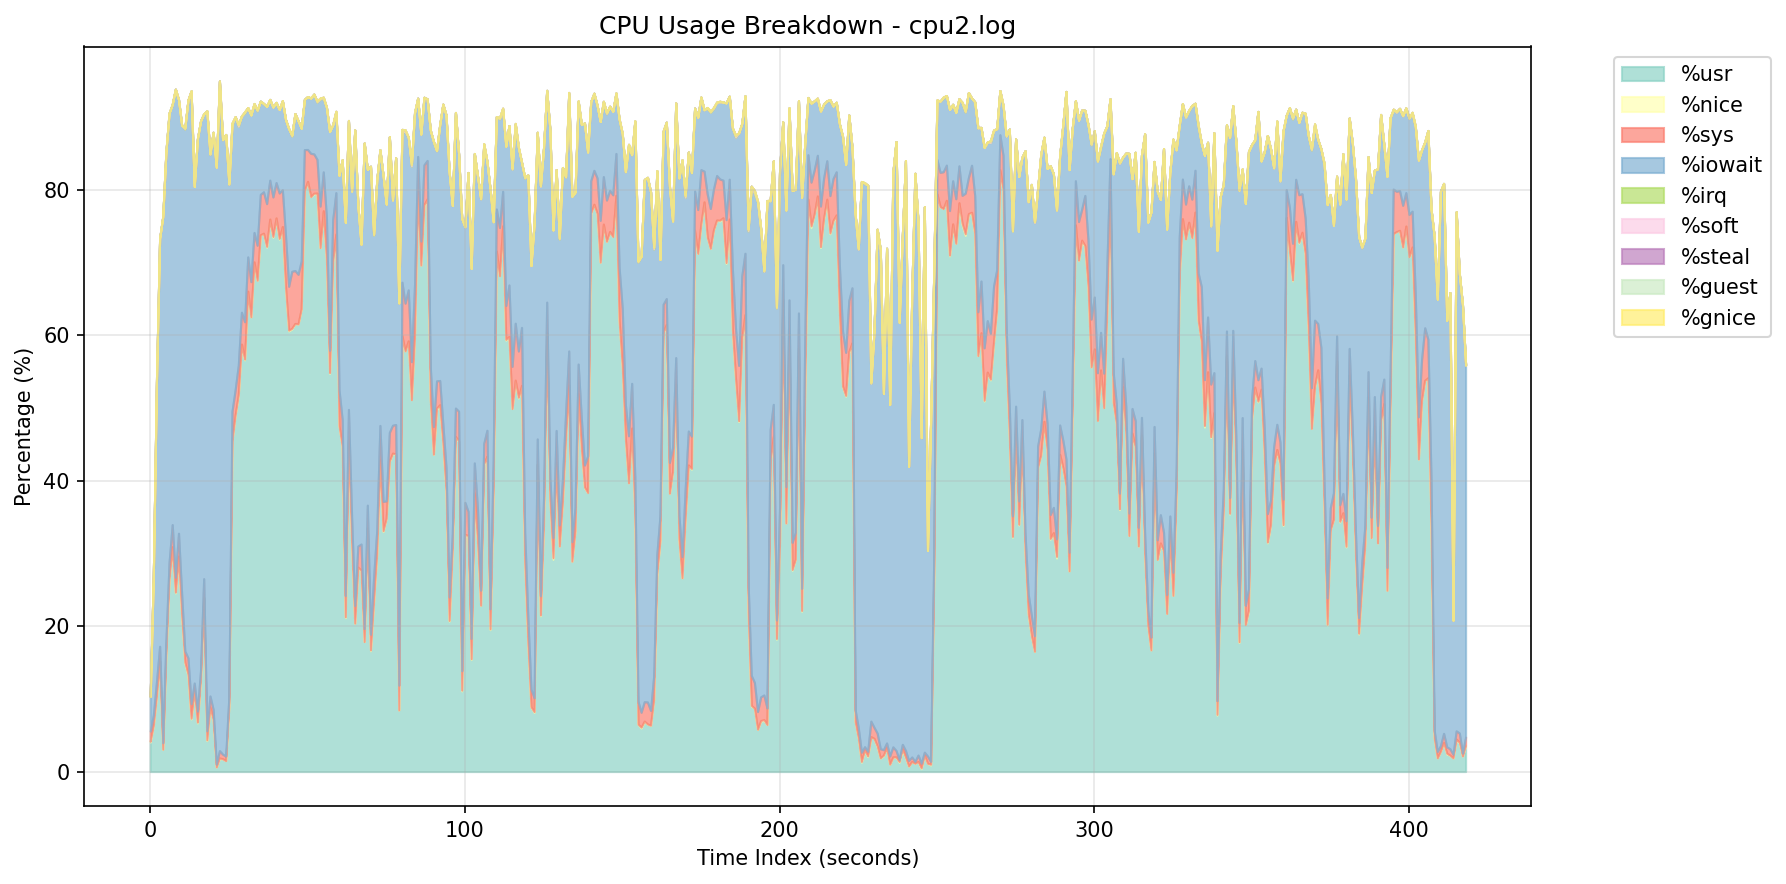 CPU Usage Breakdown - cpu2.log
Percentage (%)
80
60
40
20
0
0 100 200 300 400
Time Index (seconds)
%usr
%nice
%sys
%iowait
%irq
%soft
%steal
%guest
%gnice